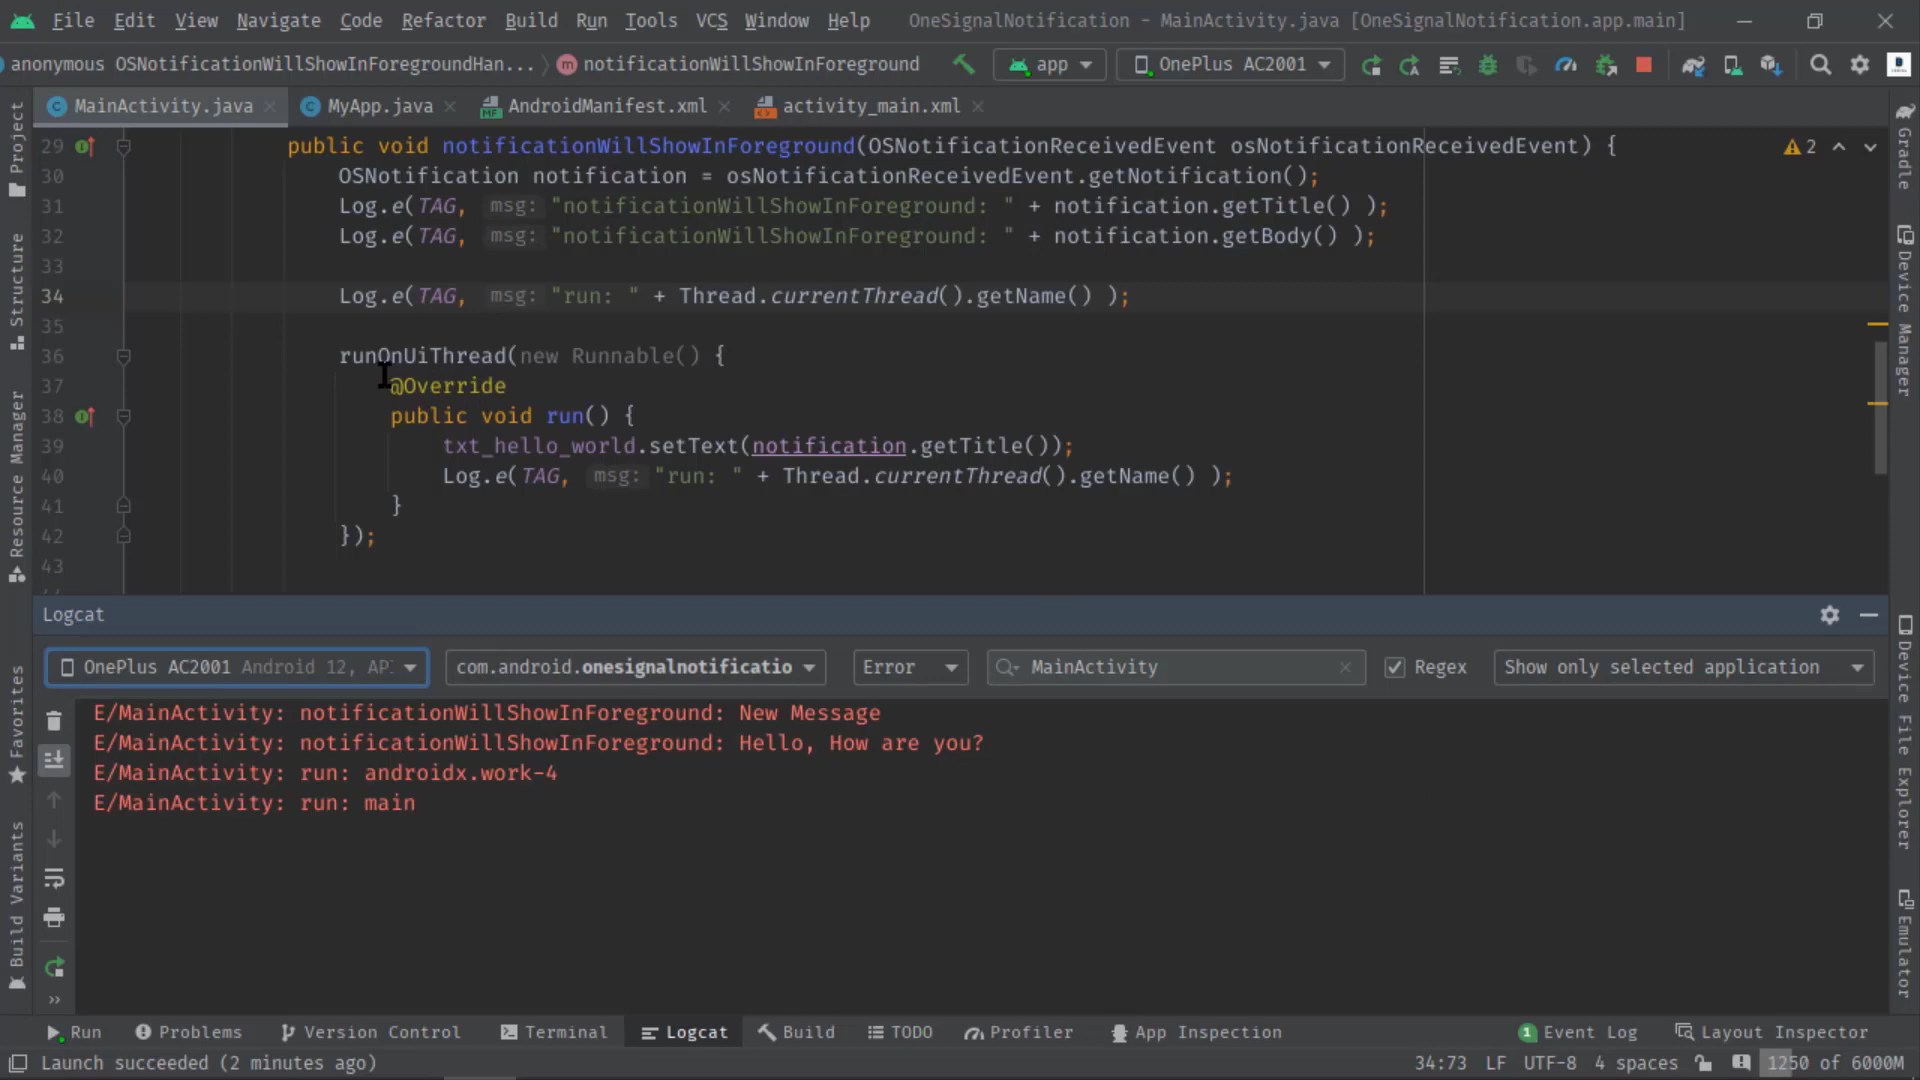 File Edit View Navigate Code Refactor Build Run Tools VCS Window Help OneSignalNotification - MainActivity.java [OneSignalNotification.app.main]
anonymous OSNotificationWillShowInForegroundHan... notificationWillShowInForeground app OnePlus AC2001
MainActivity.java MyApp.java AndroidManifest.xml activity_main.xml
29 public void notificationWillShowInForeground(OSNotificationReceivedEvent osNotificationReceivedEvent) { 2
30 OSNotification notification = osNotificationReceivedEvent.getNotification();
31 Log.e(TAG, msg: "notificationWillShowInForeground: " + notification.getTitle() );
32 Log.e(TAG, msg: "notificationWillShowInForeground: " + notification.getBody() );
33
34 Log.e(TAG, msg: "run: " + Thread.currentThread().getName() );
35
36 runOnUiThread(new Runnable() {
37 @Override
38 public void run() {
39 txt_hello_world.setText(notification.getTitle());
40 Log.e(TAG, msg: "run: " + Thread.currentThread().getName() );
41 }
42 });
43
Logcat
OnePlus AC2001 Android 12, AP com.android.onesignalnotificatio Error MainActivity Regex Show only selected application
E/MainActivity: notificationWillShowInForeground: New Message
E/MainActivity: notificationWillShowInForeground: Hello, How are you?
E/MainActivity: run: androidx.work-4
E/MainActivity: run: main
Project
Structure
Resource Manager
Favorites
Build Variants
Gradle
Device Manager
Device File Explorer
Emulator
Run Problems Version Control Terminal Logcat Build TODO Profiler App Inspection 1 Event Log Layout Inspector
Launch succeeded (2 minutes ago) 34:73 LF UTF-8 4 spaces 1250 of 6000M